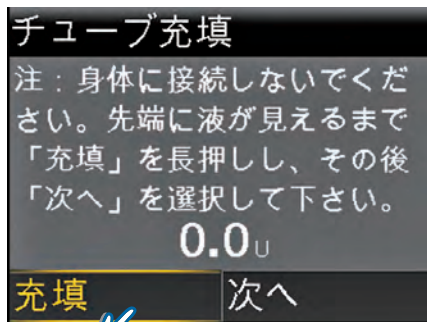 チューブ充填
注：身体に接続しないでくだ
さい。先端に液が見えるまで
「充填」を長押しし、その後
「次へ」を選択して下さい。
0.0 U
充填 次へ